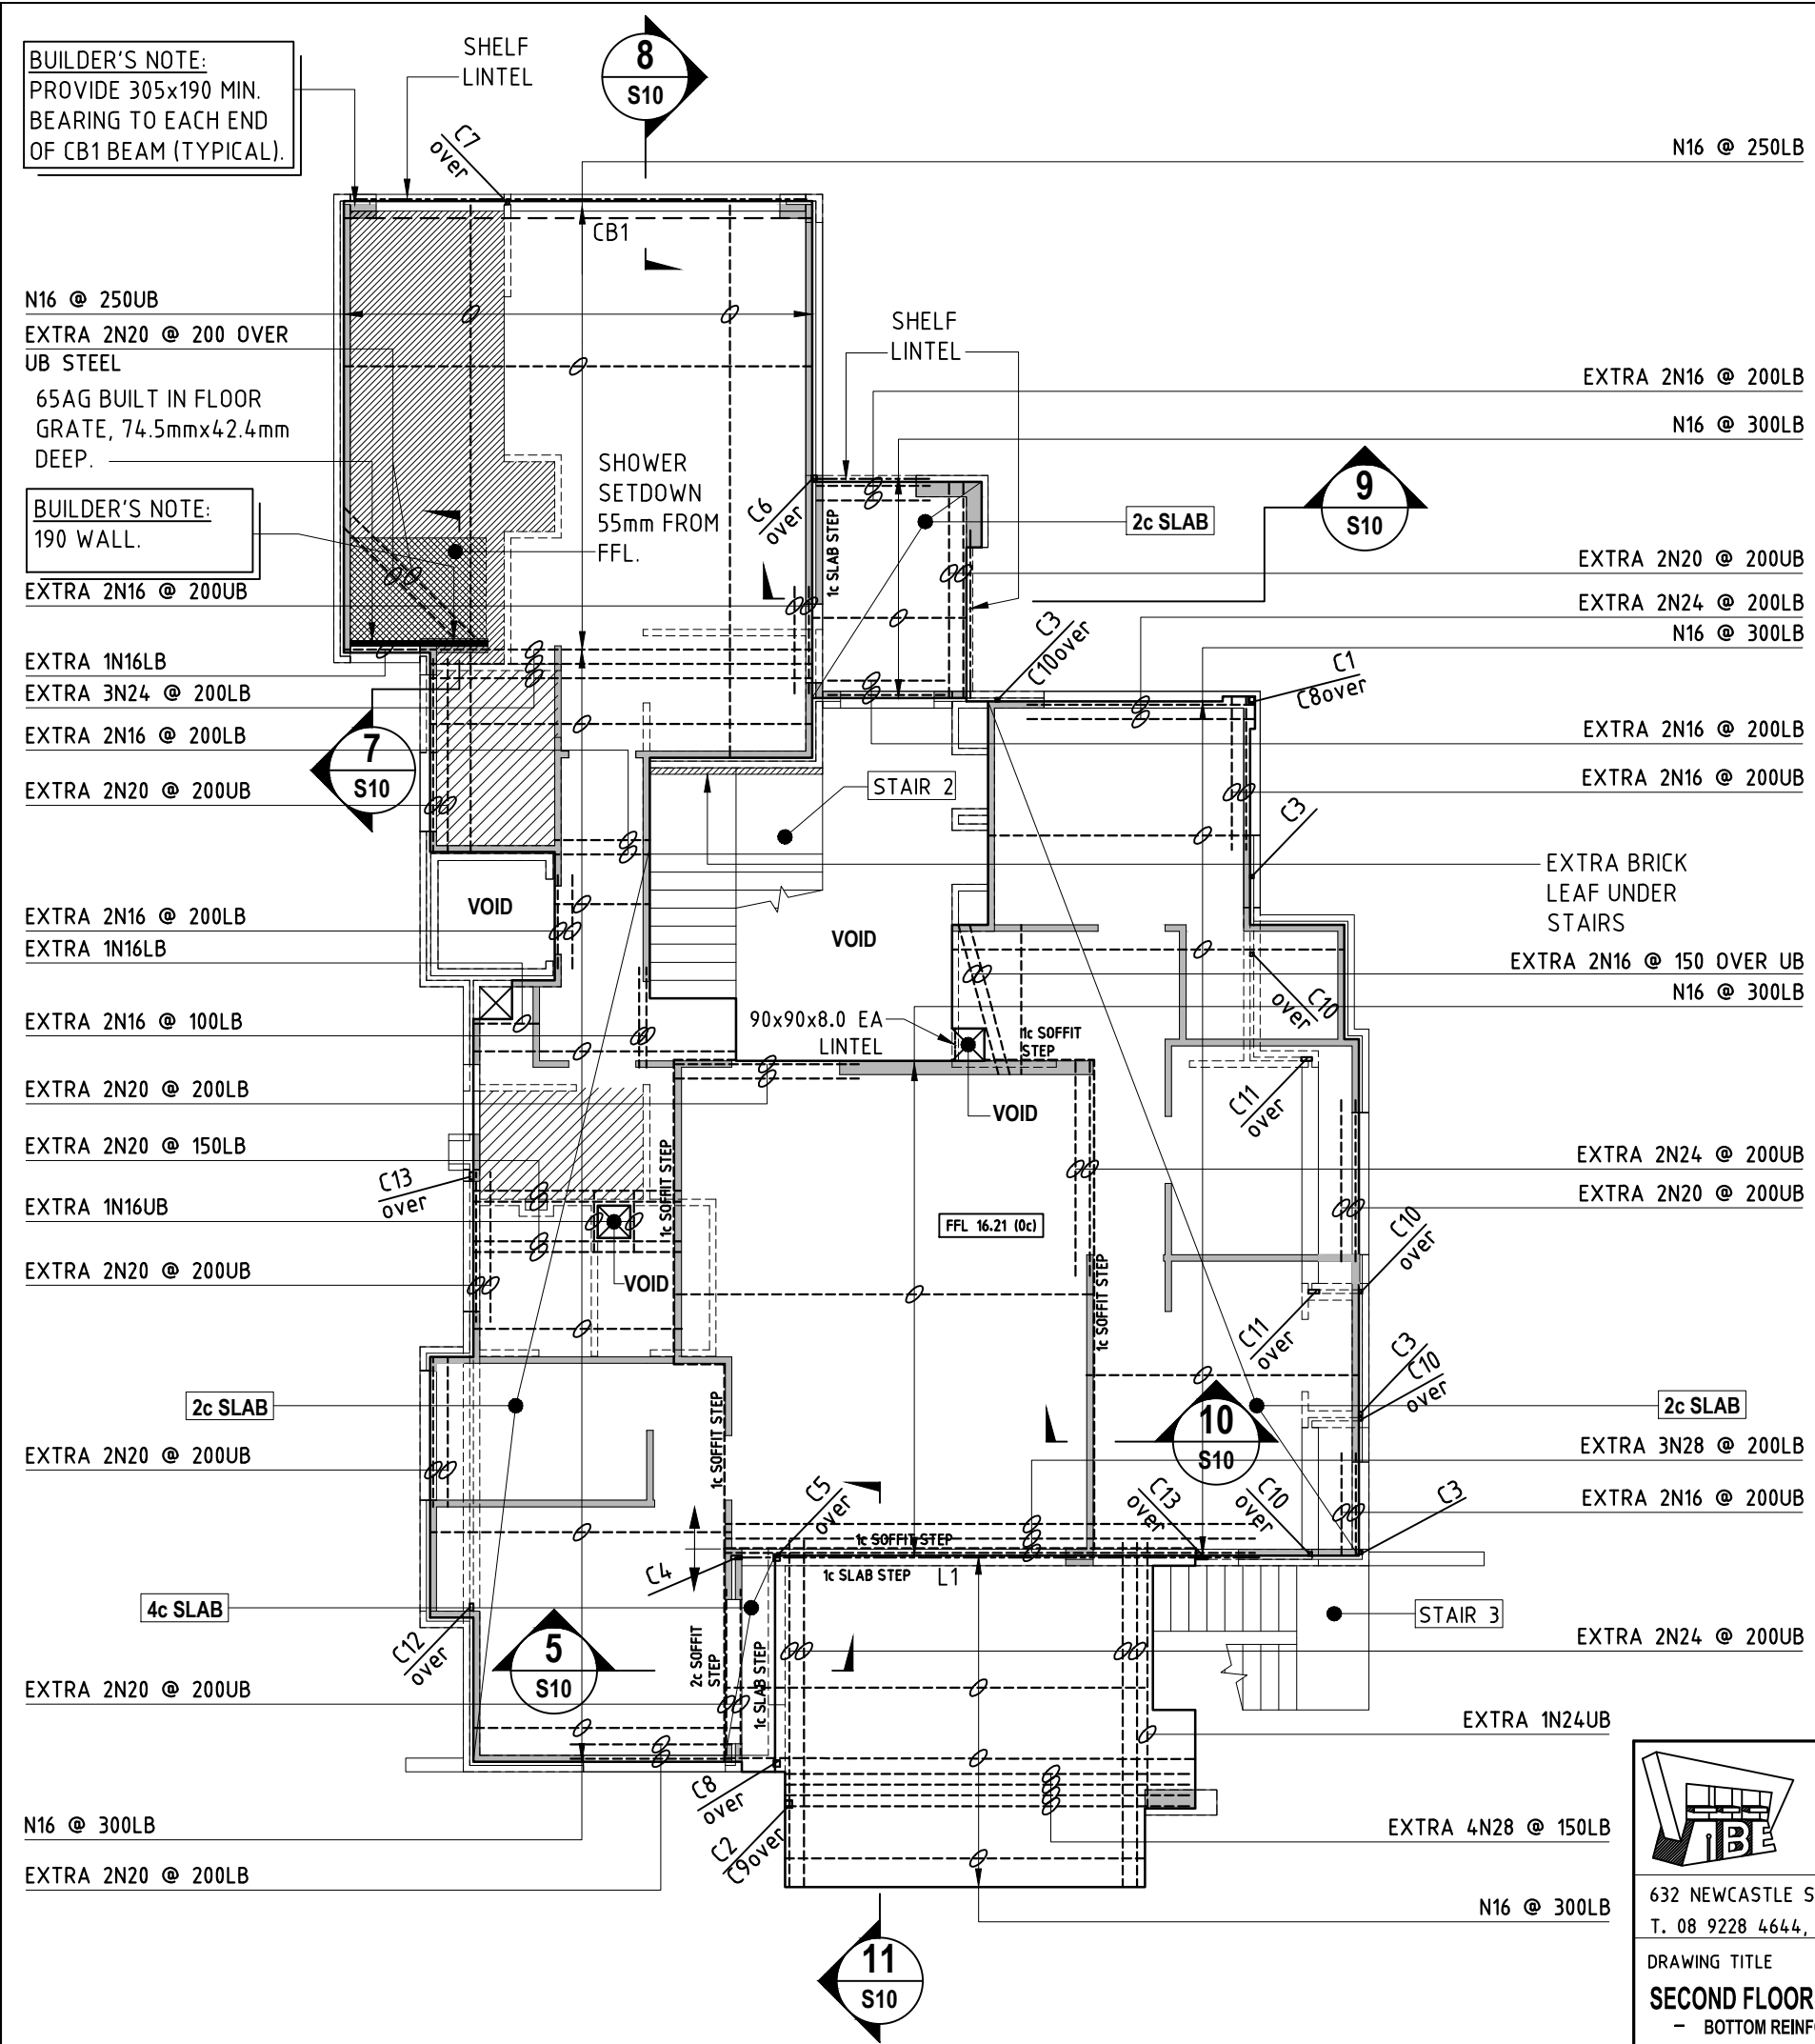 BUILDER'S NOTE:
PROVIDE 305x190 MIN.
BEARING TO EACH END
OF CB1 BEAM (TYPICAL).
SHELF
LINTEL
8
S10
C7
over
N16 @ 250LB
CB1
N16 @ 250UB
EXTRA 2N20 @ 200 OVER
UB STEEL
65AG BUILT IN FLOOR
GRATE, 74.5mmx42.4mm
DEEP.
BUILDER'S NOTE:
190 WALL.
SHOWER
SETDOWN
55mm FROM
FFL.
SHELF
LINTEL
C6
over
1c SLAB STEP
2c SLAB
9
S10
EXTRA 2N16 @ 200LB
N16 @ 300LB
EXTRA 2N20 @ 200UB
EXTRA 2N24 @ 200LB
N16 @ 300LB
C3
C10over
C1
C8over
EXTRA 2N16 @ 200LB
EXTRA 2N16 @ 200UB
C3
EXTRA 2N16 @ 200UB
EXTRA 1N16LB
EXTRA 3N24 @ 200LB
EXTRA 2N16 @ 200LB
EXTRA 2N20 @ 200UB
7
S10
STAIR 2
EXTRA BRICK
LEAF UNDER
STAIRS
VOID
VOID
EXTRA 2N16 @ 200LB
EXTRA 1N16LB
EXTRA 2N16 @ 100LB
EXTRA 2N20 @ 200LB
EXTRA 2N20 @ 150LB
EXTRA 1N16UB
EXTRA 2N20 @ 200UB
EXTRA 2N16 @ 150 OVER UB
N16 @ 300LB
C10
over
90x90x8.0 EA
LINTEL
1c SOFFIT
STEP
VOID
C11
over
C13
over
1c SOFFIT STEP
VOID
FFL 16.21 (0c)
1c SOFFIT STEP
EXTRA 2N24 @ 200UB
EXTRA 2N20 @ 200UB
C10
over
C11
over
C3
C10
over
2c SLAB
1c SOFFIT STEP
10
S10
2c SLAB
EXTRA 2N20 @ 200UB
EXTRA 3N28 @ 200LB
EXTRA 2N16 @ 200UB
C5
over
C13
over
C10
over
C3
1c SOFFIT STEP
1c SLAB STEP
L1
C4
4c SLAB
C12
over
5
S10
2c SOFFIT
STEP
1c SLAB STEP
STAIR 3
EXTRA 2N24 @ 200UB
EXTRA 2N20 @ 200UB
EXTRA 1N24UB
C8
over
C2
C9over
N16 @ 300LB
EXTRA 2N20 @ 200LB
EXTRA 4N28 @ 150LB
N16 @ 300LB
11
S10
BE
632 NEWCASTLE S
T. 08 9228 4644,
DRAWING TITLE
SECOND FLOOR
- BOTTOM REINF